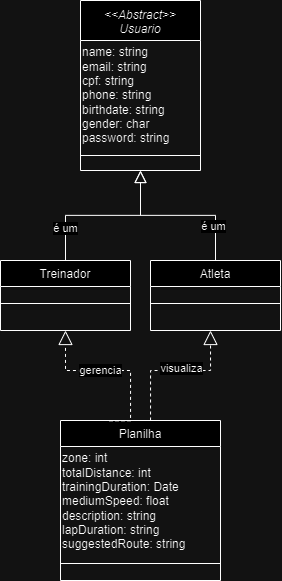 <<Abstract>>
Usuario
name: string
email: string
cpf: string
phone: string
birthdate: string
gender: char
password: string
é um
é um
Treinador
Atleta
gerencia
visualiza
Planilha
zone: int
totalDistance: int
trainingDuration: Date
mediumSpeed: float
description: string
lapDuration: string
suggestedRoute: string